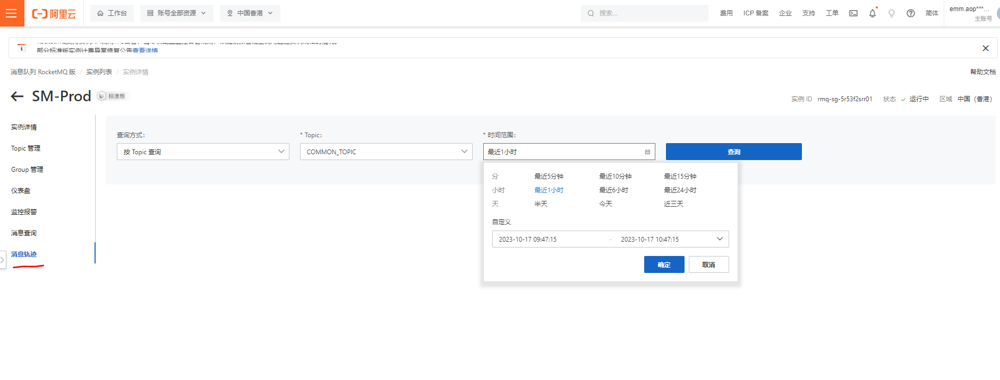 阿里云
工作台
账号全部资源
中国香港
搜索...
费用
ICP 备案
企业
支持
工单
简体
emm.aop***...
主账号
部分标准版实例计费异常修复公告查看详情
消息队列 RocketMQ 版 / 实例列表 / 实例详情
帮助文档
SM-Prod
标准版
实例 ID rmq-sg-5r53f2srr01 状态 运行中 区域 中国（香港）
实例详情
Topic 管理
Group 管理
仪表盘
监控报警
消息查询
消息轨迹
查询方式：
按 Topic 查询
* Topic：
COMMON_TOPIC
* 时间范围：
最近1小时
查询
分 最近5分钟 最近10分钟 最近15分钟
小时 最近1小时 最近6小时 最近24小时
天 半天 今天 近三天
自定义
2023-10-17 09:47:15 - 2023-10-17 10:47:15
确定
取消